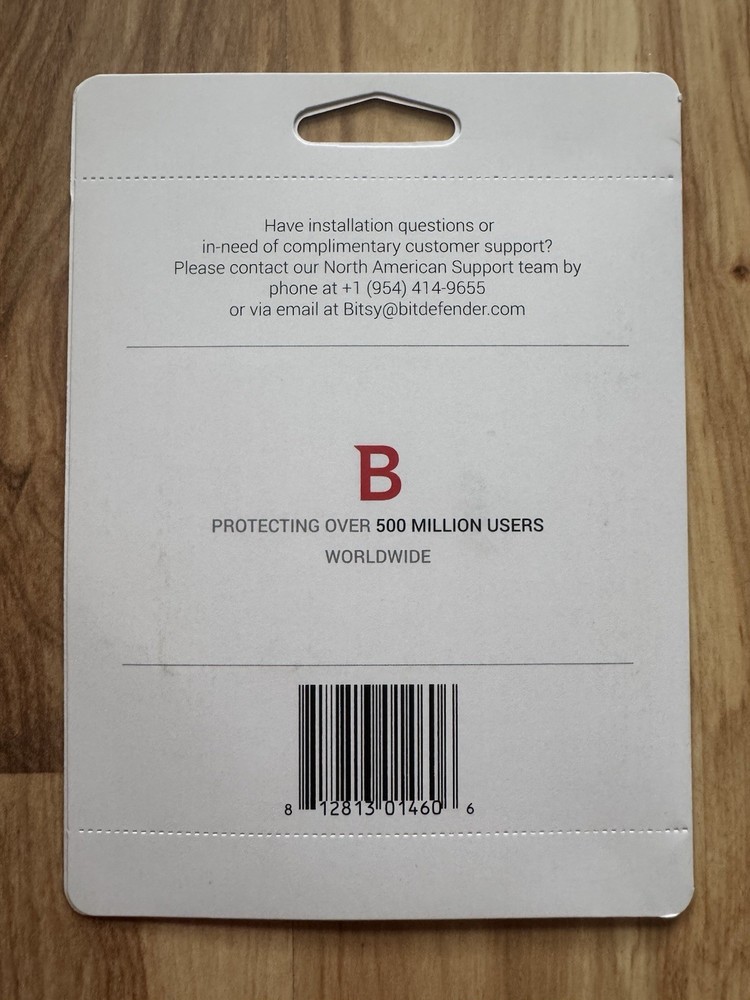 Have installation questions or
in-need of complimentary customer support?
Please contact our North American Support team by
phone at +1 (954) 414-9655
or via email at Bitsy@bitdefender.com
B
PROTECTING OVER 500 MILLION USERS
WORLDWIDE
8 12813 01460 6